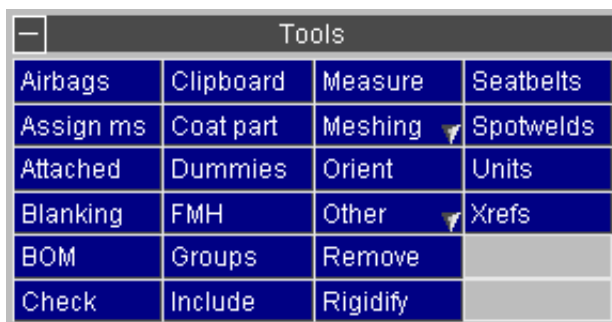 Tools
Airbags Clipboard Measure Seatbelts
Assign ms Coat part Meshing Spotwelds
Attached Dummies Orient Units
Blanking FMH Other Xrefs
BOM Groups Remove
Check Include Rigidify